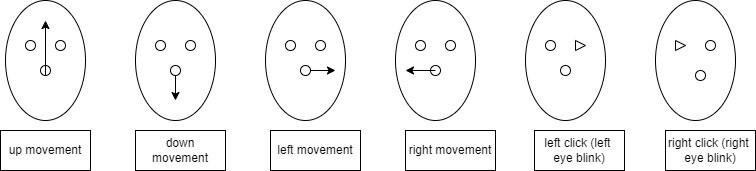 up movement
down
movement
left movement
right movement
left click (left
eye blink)
right click (right
eye blink)